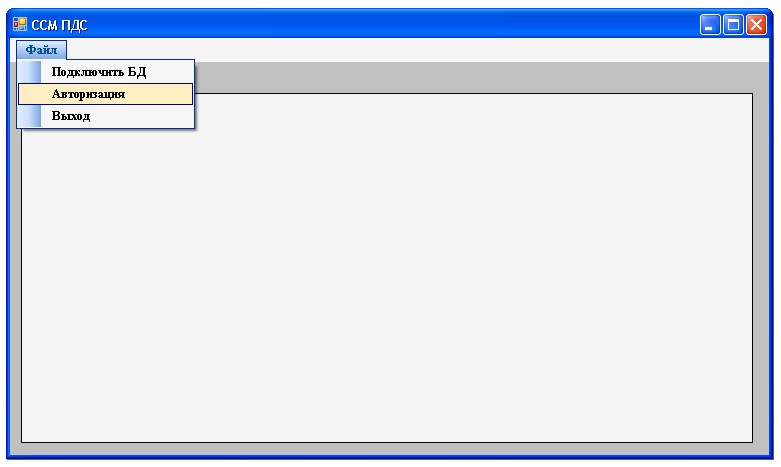 ССМ ПДС
Файл
Подключить БД
Авторизация
Выход